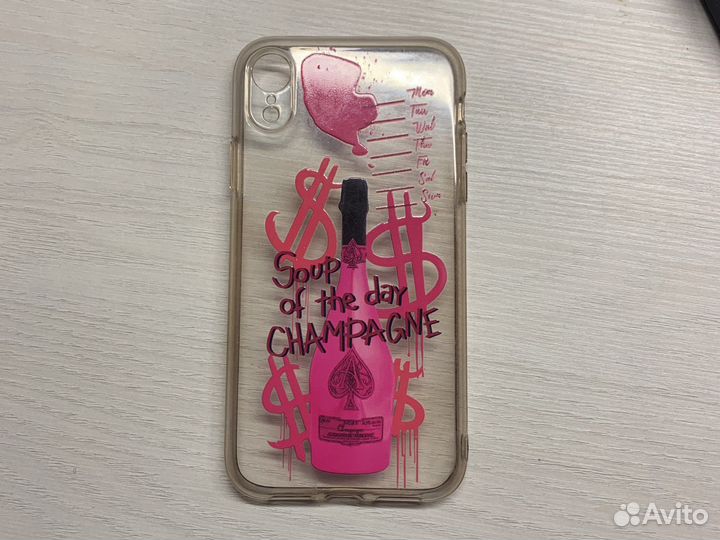 Mon
Tue
Wed
Thu
Fri
Sat
Sun
Soup
of the day
CHAMPAGNE
Avito